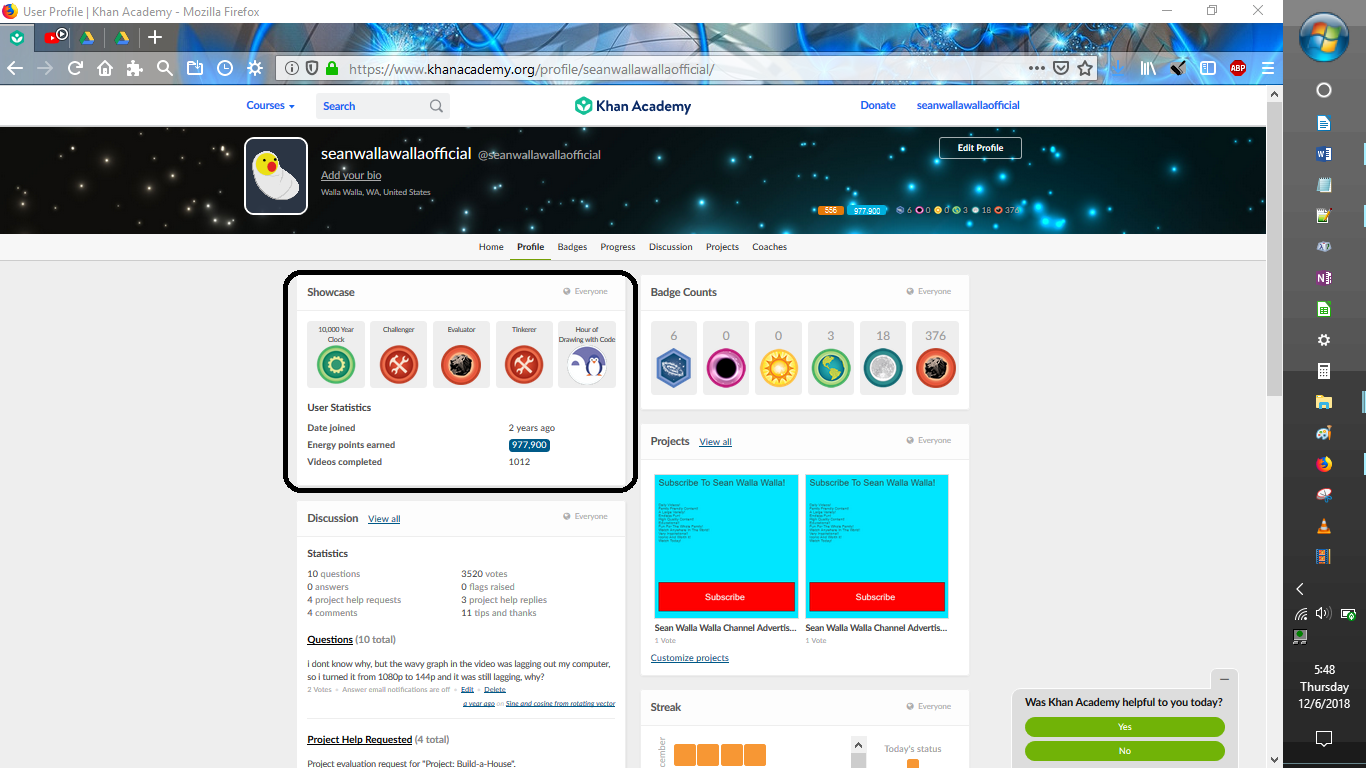 User Profile | Khan Academy - Mozilla Firefox
https://www.khanacademy.org/profile/seanwallawallaofficial/
ABP
Courses
Search
Khan Academy
Donate
seanwallawallaofficial
seanwallawallaofficial @seanwallawallaofficial
Add your bio
Walla Walla, WA, United States
Edit Profile
556 977,900 6 0 0 3 18 376
Home Profile Badges Progress Discussion Projects Coaches
Showcase
Everyone
10,000 Year Clock
Challenger
Evaluator
Tinkerer
Hour of Drawing with Code
User Statistics
Date joined 2 years ago
Energy points earned 977,900
Videos completed 1012
Badge Counts
Everyone
6 0 0 3 18 376
Projects View all
Everyone
Subscribe To Sean Walla Walla!
Subscribe
Sean Walla Walla Channel Advertis...
1 Vote
Subscribe To Sean Walla Walla!
Subscribe
Sean Walla Walla Channel Advertis...
1 Vote
Customize projects
Discussion View all
Everyone
Statistics
10 questions 3520 votes
0 answers 0 flags raised
4 project help requests 3 project help replies
4 comments 11 tips and thanks
Questions (10 total)
i dont know why, but the wavy graph in the video was lagging out my computer,
so i turned it from 1080p to 144p and it was still lagging, why?
2 Votes • Answer email notifications are off • Edit • Delete
a year ago on Sine and cosine from rotating vector
Project Help Requested (4 total)
Project evaluation request for "Project: Build-a-House".
Streak
Everyone
cember
Today's status
Was Khan Academy helpful to you today?
Yes
No
5:48
Thursday
12/6/2018